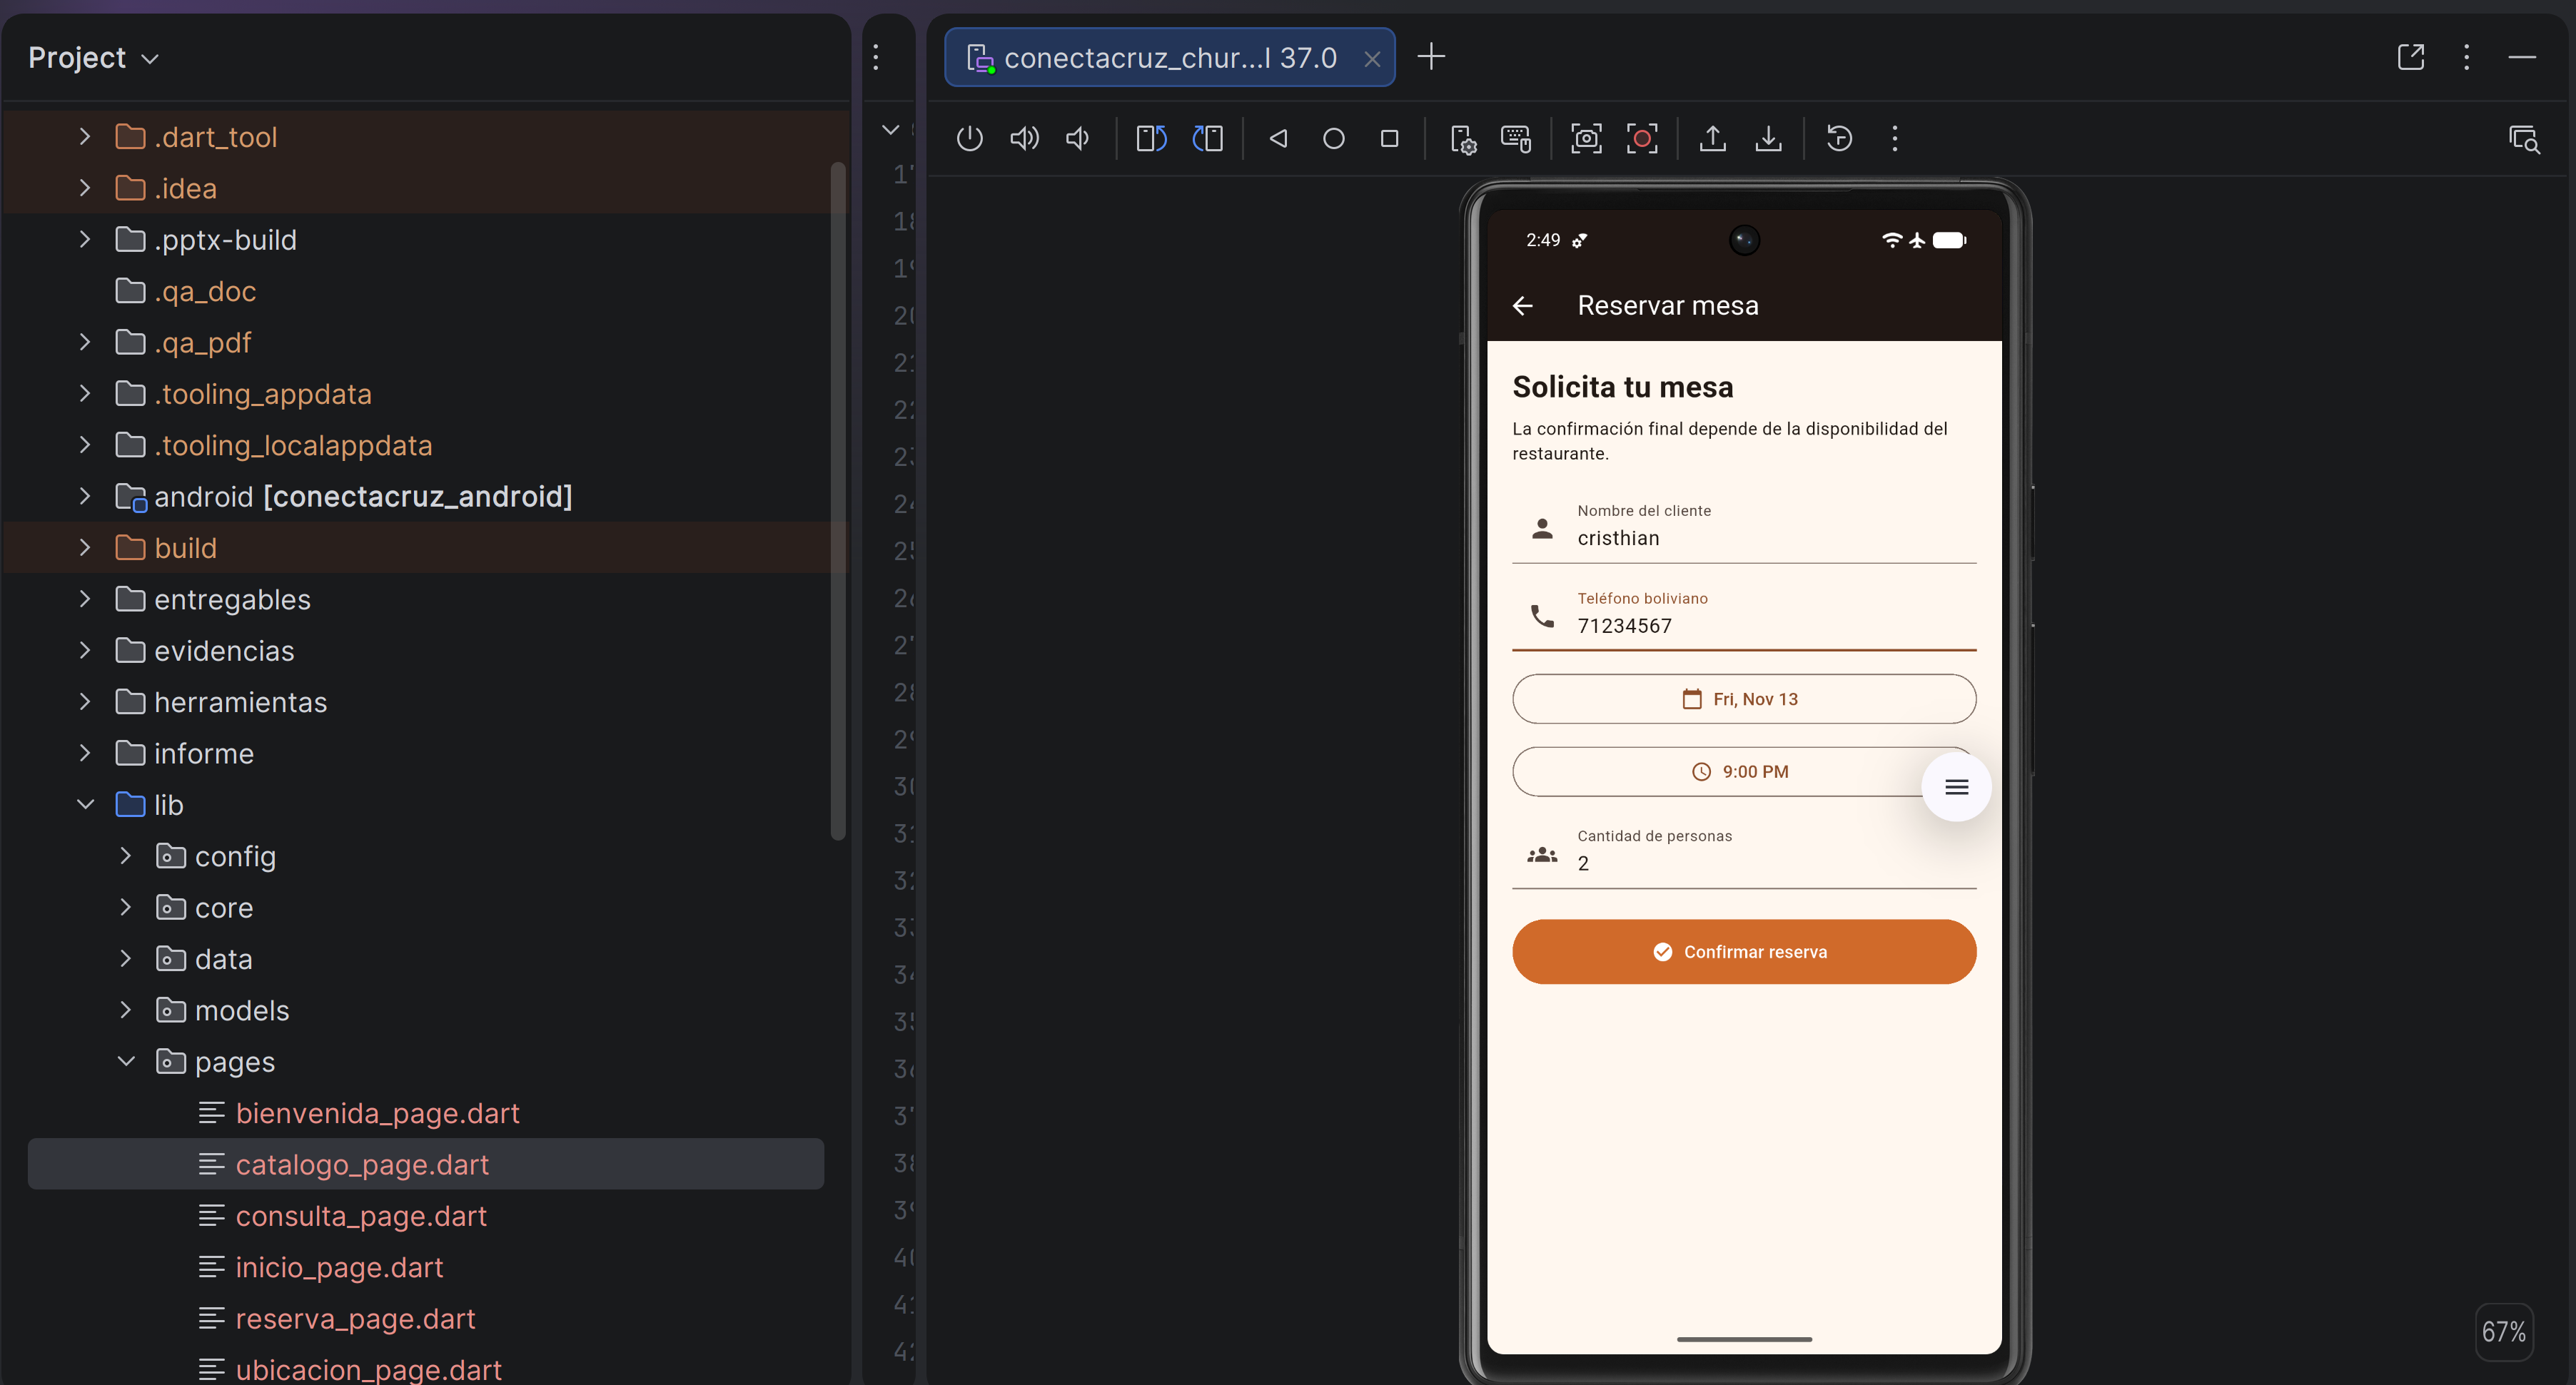 Project
.dart_tool
.idea
.pptx-build
.qa_doc
.qa_pdf
.tooling_appdata
.tooling_localappdata
android [conectacruz_android]
build
entregables
evidencias
herramientas
informe
lib
config
core
data
models
pages
bienvenida_page.dart
catalogo_page.dart
consulta_page.dart
inicio_page.dart
reserva_page.dart
ubicacion_page.dart
conectacruz_chur...l 37.0
2:49
Reservar mesa
Solicita tu mesa
La confirmación final depende de la disponibilidad del
restaurante.
Nombre del cliente
cristhian
Teléfono boliviano
71234567
Fri, Nov 13
9:00 PM
Cantidad de personas
2
Confirmar reserva
67%